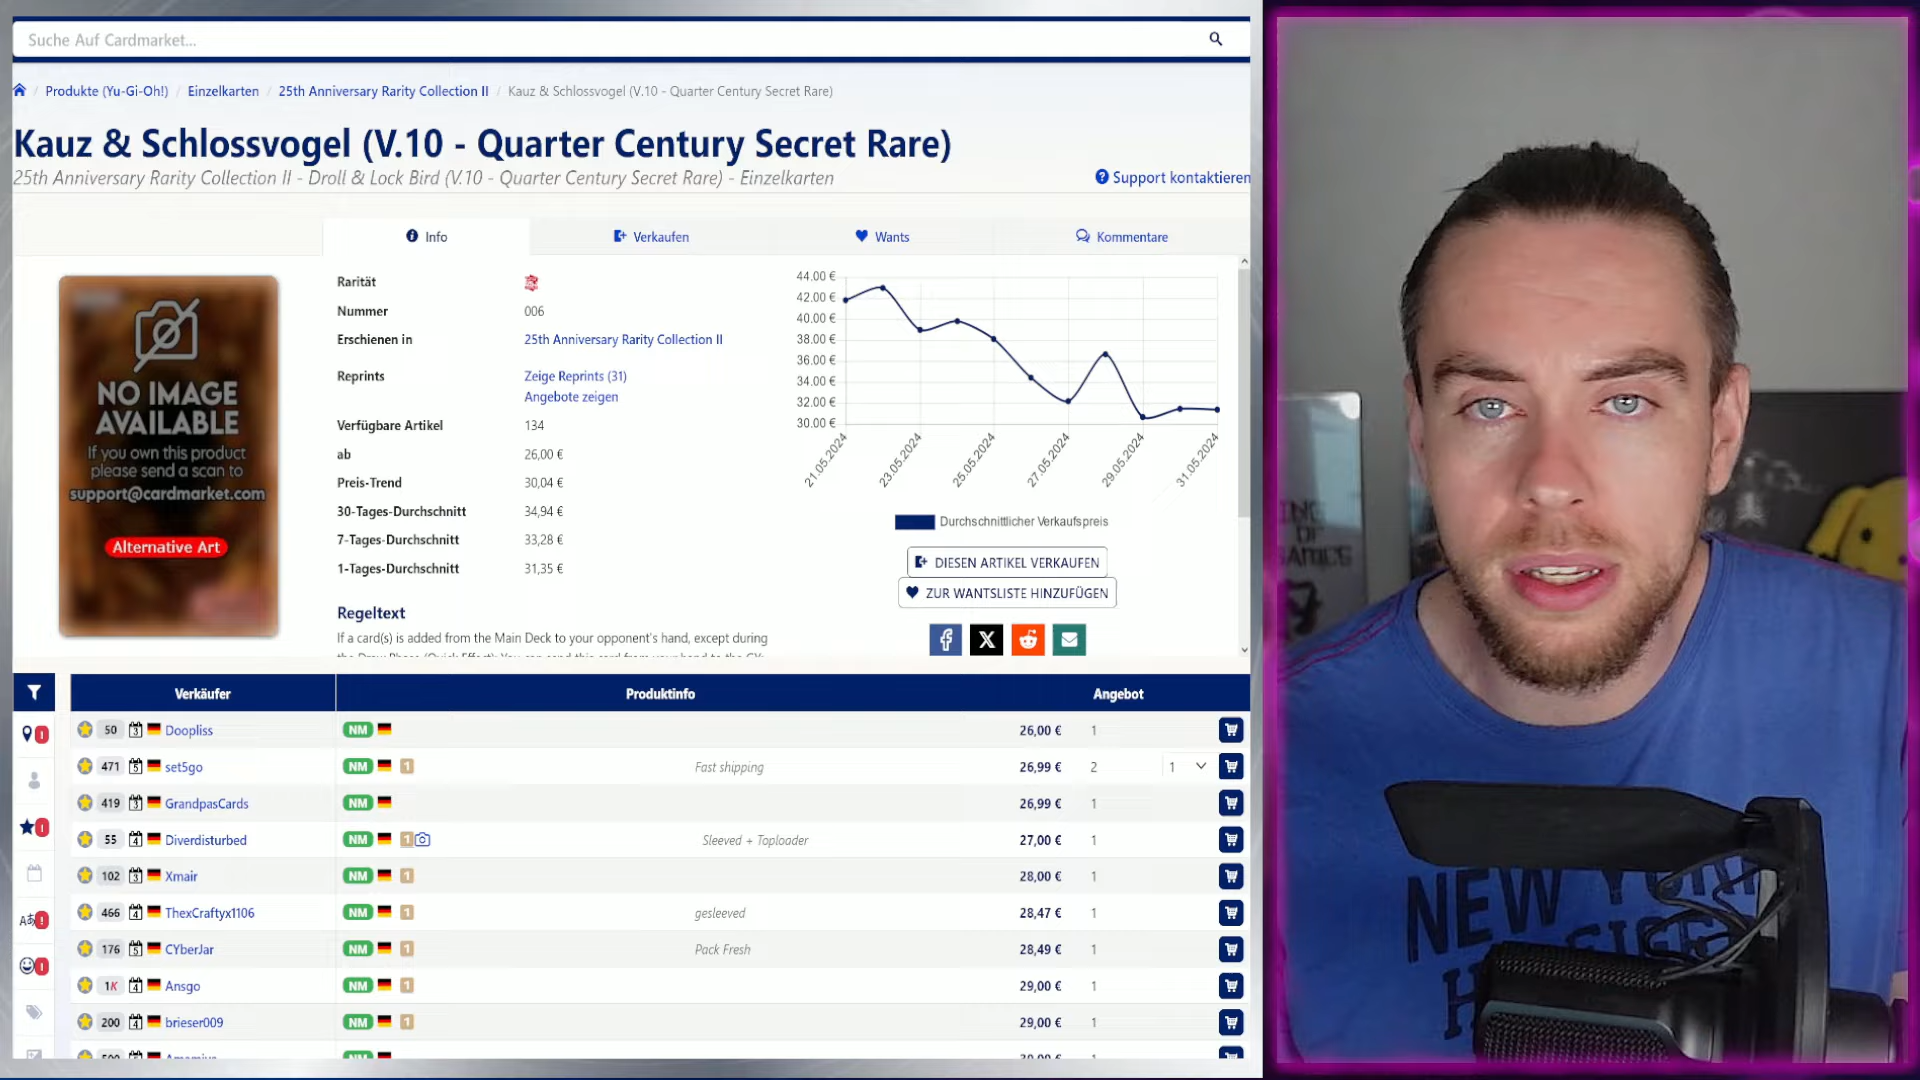 Suche Auf Cardmarket...
Produkte (Yu-Gi-Oh!) / Einzelkarten / 25th Anniversary Rarity Collection II / Kauz & Schlossvogel (V.10 - Quarter Century Secret Rare)
Kauz & Schlossvogel (V.10 - Quarter Century Secret Rare)
25th Anniversary Rarity Collection II - Droll & Lock Bird (V.10 - Quarter Century Secret Rare) - Einzelkarten
Support kontaktieren
Info
Verkaufen
Wants
Kommentare
NO IMAGE
AVAILABLE
If you own this product
please send a scan to
support@cardmarket.com
Alternative Art
Rarität
Nummer 006
Erschienen in 25th Anniversary Rarity Collection II
Reprints Zeige Reprints (31)
Angebote zeigen
Verfügbare Artikel 134
ab 26,00 €
Preis-Trend 30,04 €
30-Tages-Durchschnitt 34,94 €
7-Tages-Durchschnitt 33,28 €
1-Tages-Durchschnitt 31,35 €
Regeltext
If a card(s) is added from the Main Deck to your opponent's hand, except during
44.00 €
42.00 €
40.00 €
38.00 €
36.00 €
34.00 €
32.00 €
30.00 €
21.05.2024
23.05.2024
25.05.2024
27.05.2024
29.05.2024
31.05.2024
Durchschnittlicher Verkaufspreis
DIESEN ARTIKEL VERKAUFEN
ZUR WANTSLISTE HINZUFÜGEN
Verkäufer Produktinfo Angebot
50 3 Doopliss NM 26,00 € 1
471 5 set5go NM 1 Fast shipping 26,99 € 2 1
419 3 GrandpasCards NM 26,99 € 1
55 4 Diverdisturbed NM 1 Sleeved + Toploader 27,00 € 1
102 3 Xmair NM 1 28,00 € 1
466 4 ThexCraftyx1106 NM 1 gesleeved 28,47 € 1
176 5 CYberJar NM 1 Pack Fresh 28,49 € 1
1K 4 Ansgo NM 1 29,00 € 1
200 4 brieser009 NM 1 29,00 € 1
OF
NEW YORK